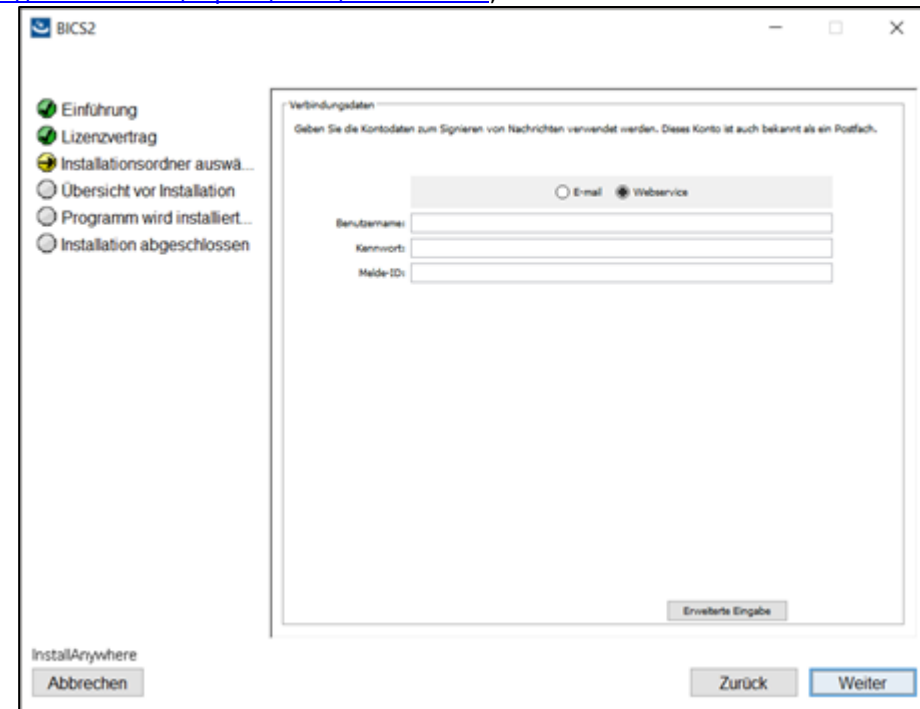 BICS2
Einführung
Lizenzvertrag
Installationsordner auswä...
Übersicht vor Installation
Programm wird installiert...
Installation abgeschlossen
Verbindungsdaten
Geben Sie die Kontodaten zum Signieren von Nachrichten verwendet werden. Dieses Konto ist auch bekannt als ein Postfach.
E-mail Webservice
Benutzername:
Kennwort:
Melde-ID:
Erweiterte Eingabe
InstallAnywhere
Abbrechen Zurück Weiter